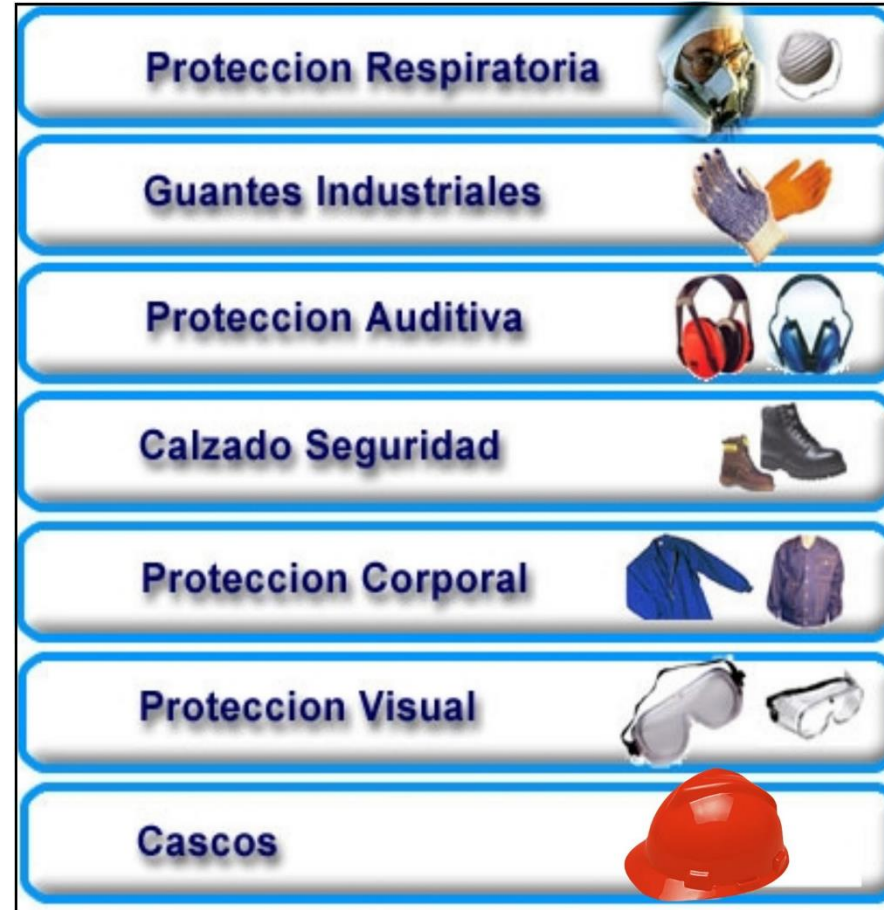 Proteccion Respiratoria
Guantes Industriales
Proteccion Auditiva
Calzado Seguridad
Proteccion Corporal
Proteccion Visual
Cascos